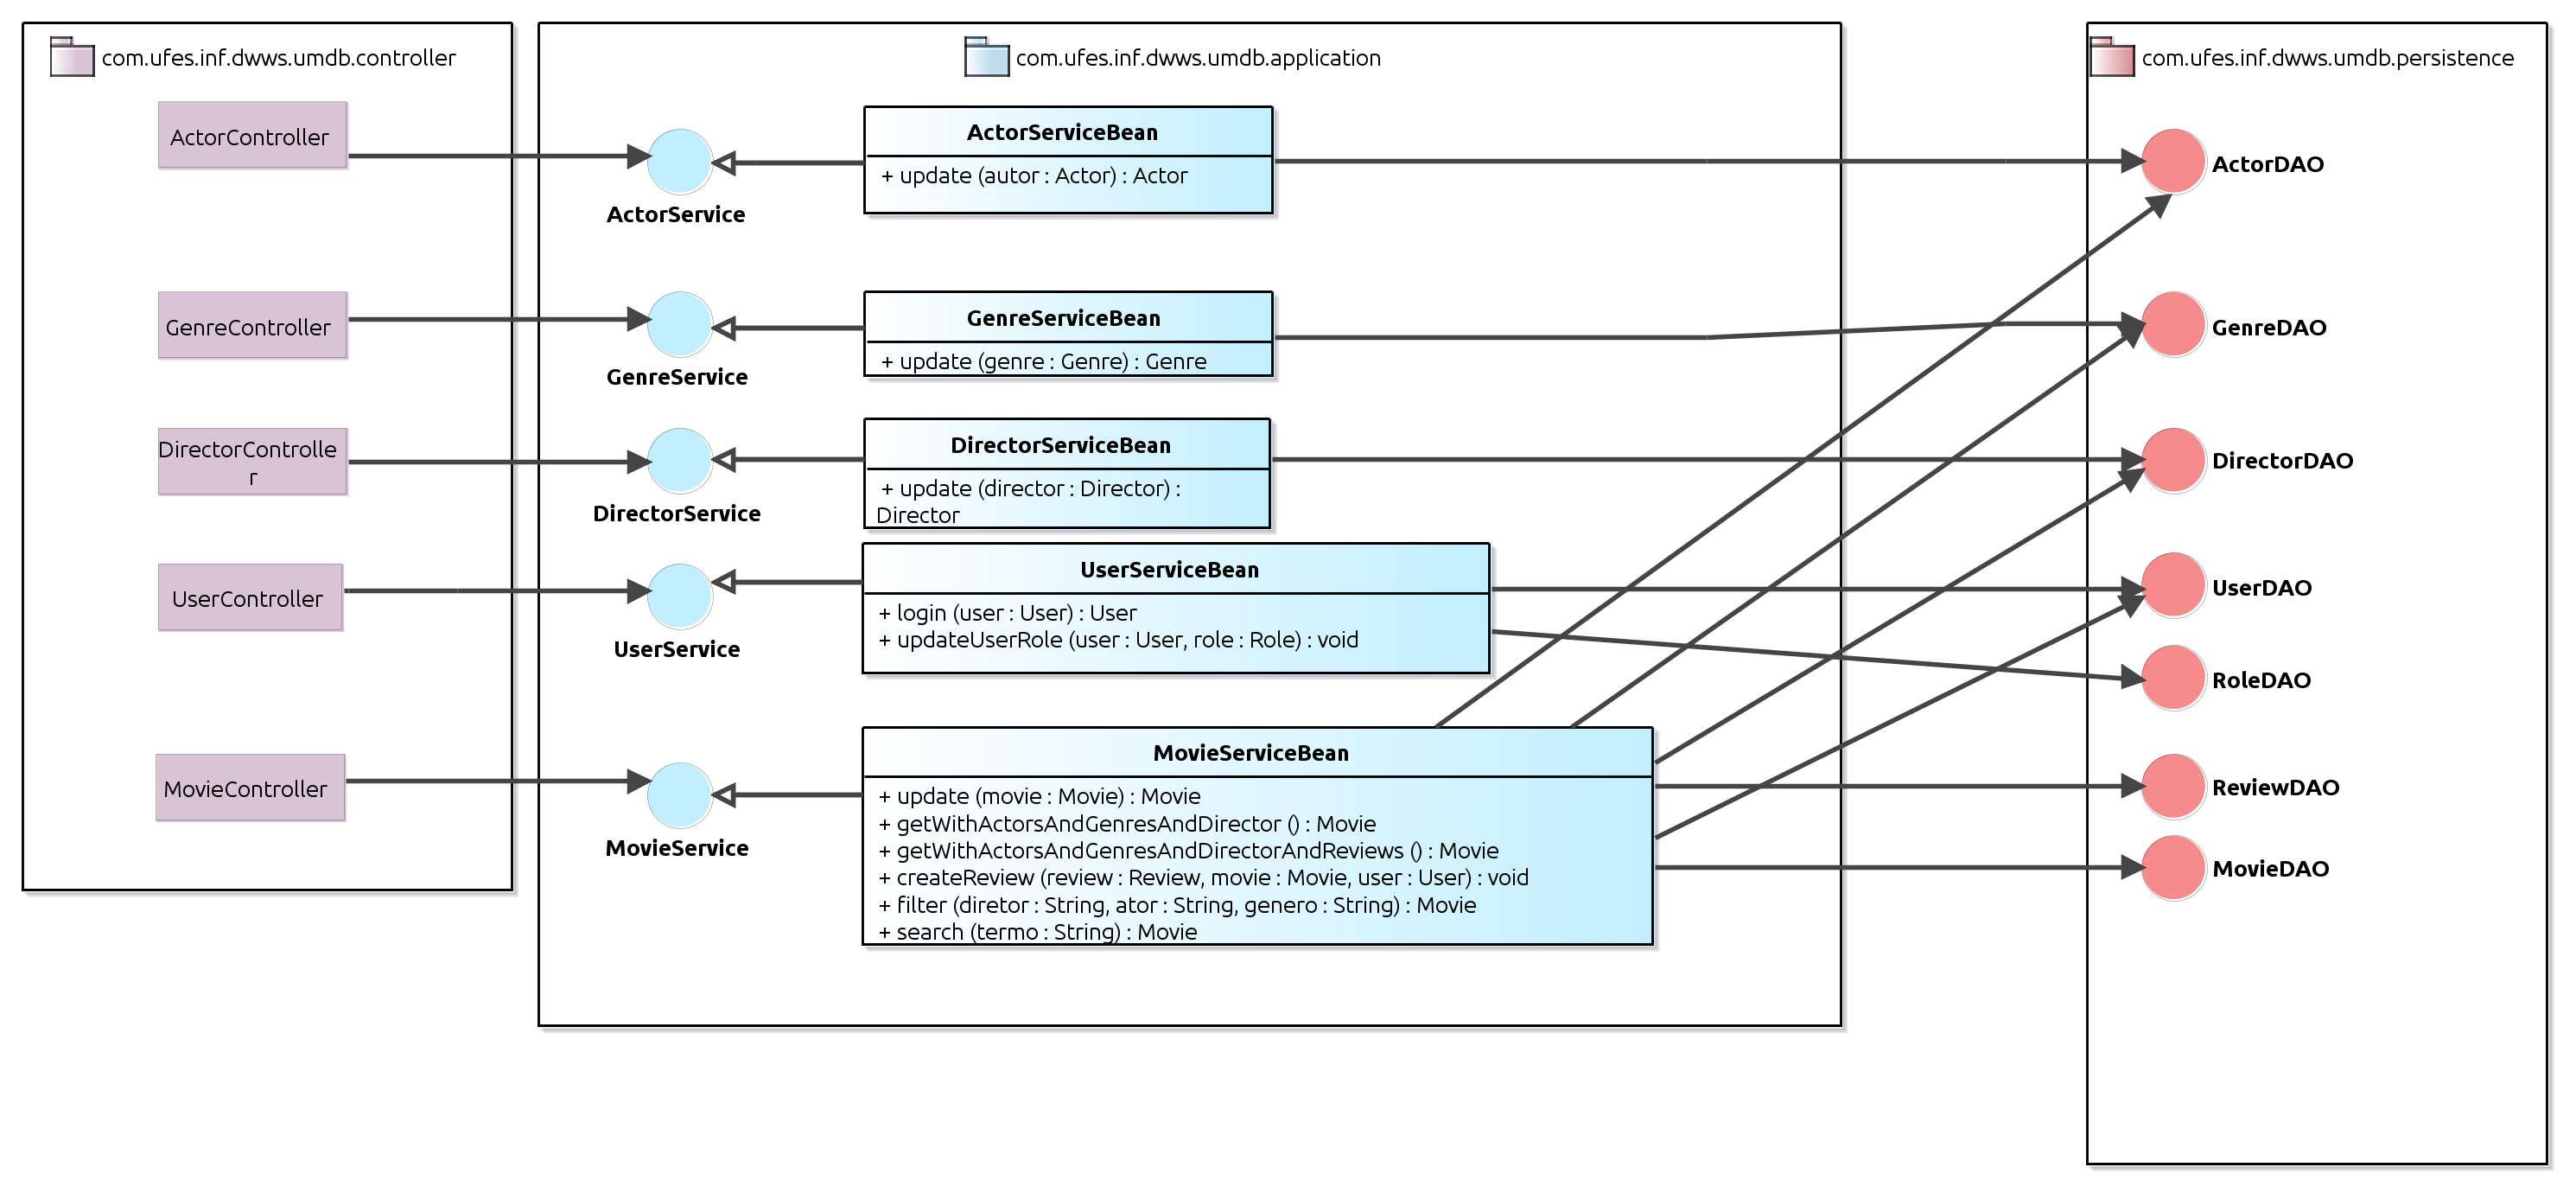 com.ufes.inf.dwws.umdb.controller
ActorController
GenreController
DirectorControlle
r
UserController
MovieController
com.ufes.inf.dwws.umdb.application
ActorService
ActorServiceBean
+ update (autor : Actor) : Actor
GenreService
GenreServiceBean
+ update (genre : Genre) : Genre
DirectorService
DirectorServiceBean
+ update (director : Director) :
Director
UserService
UserServiceBean
+ login (user : User) : User
+ updateUserRole (user : User, role : Role) : void
MovieService
MovieServiceBean
+ update (movie : Movie) : Movie
+ getWithActorsAndGenresAndDirector () : Movie
+ getWithActorsAndGenresAndDirectorAndReviews () : Movie
+ createReview (review : Review, movie : Movie, user : User) : void
+ filter (diretor : String, ator : String, genero : String) : Movie
+ search (termo : String) : Movie
com.ufes.inf.dwws.umdb.persistence
ActorDAO
GenreDAO
DirectorDAO
UserDAO
RoleDAO
ReviewDAO
MovieDAO